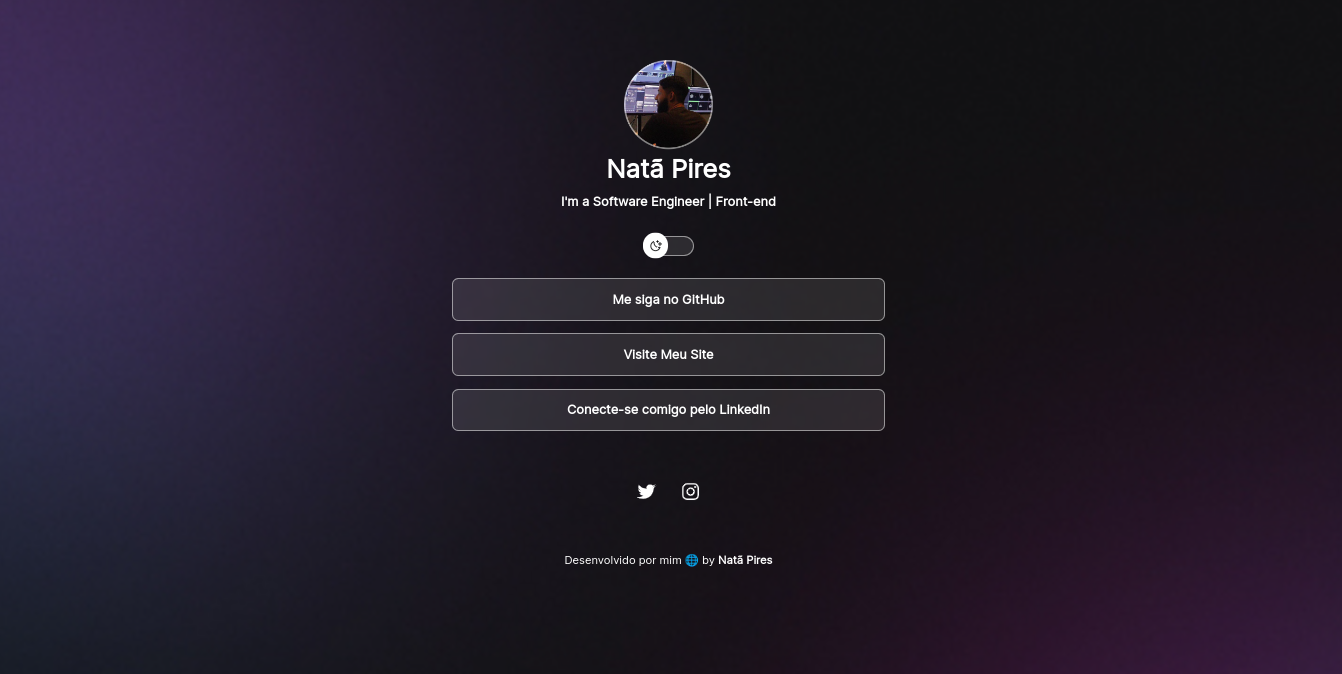 Natã Pires
I'm a Software Engineer | Front-end
Me siga no GitHub
Visite Meu Site
Conecte-se comigo pelo LinkedIn
Desenvolvido por mim 🌐 by Natã Pires